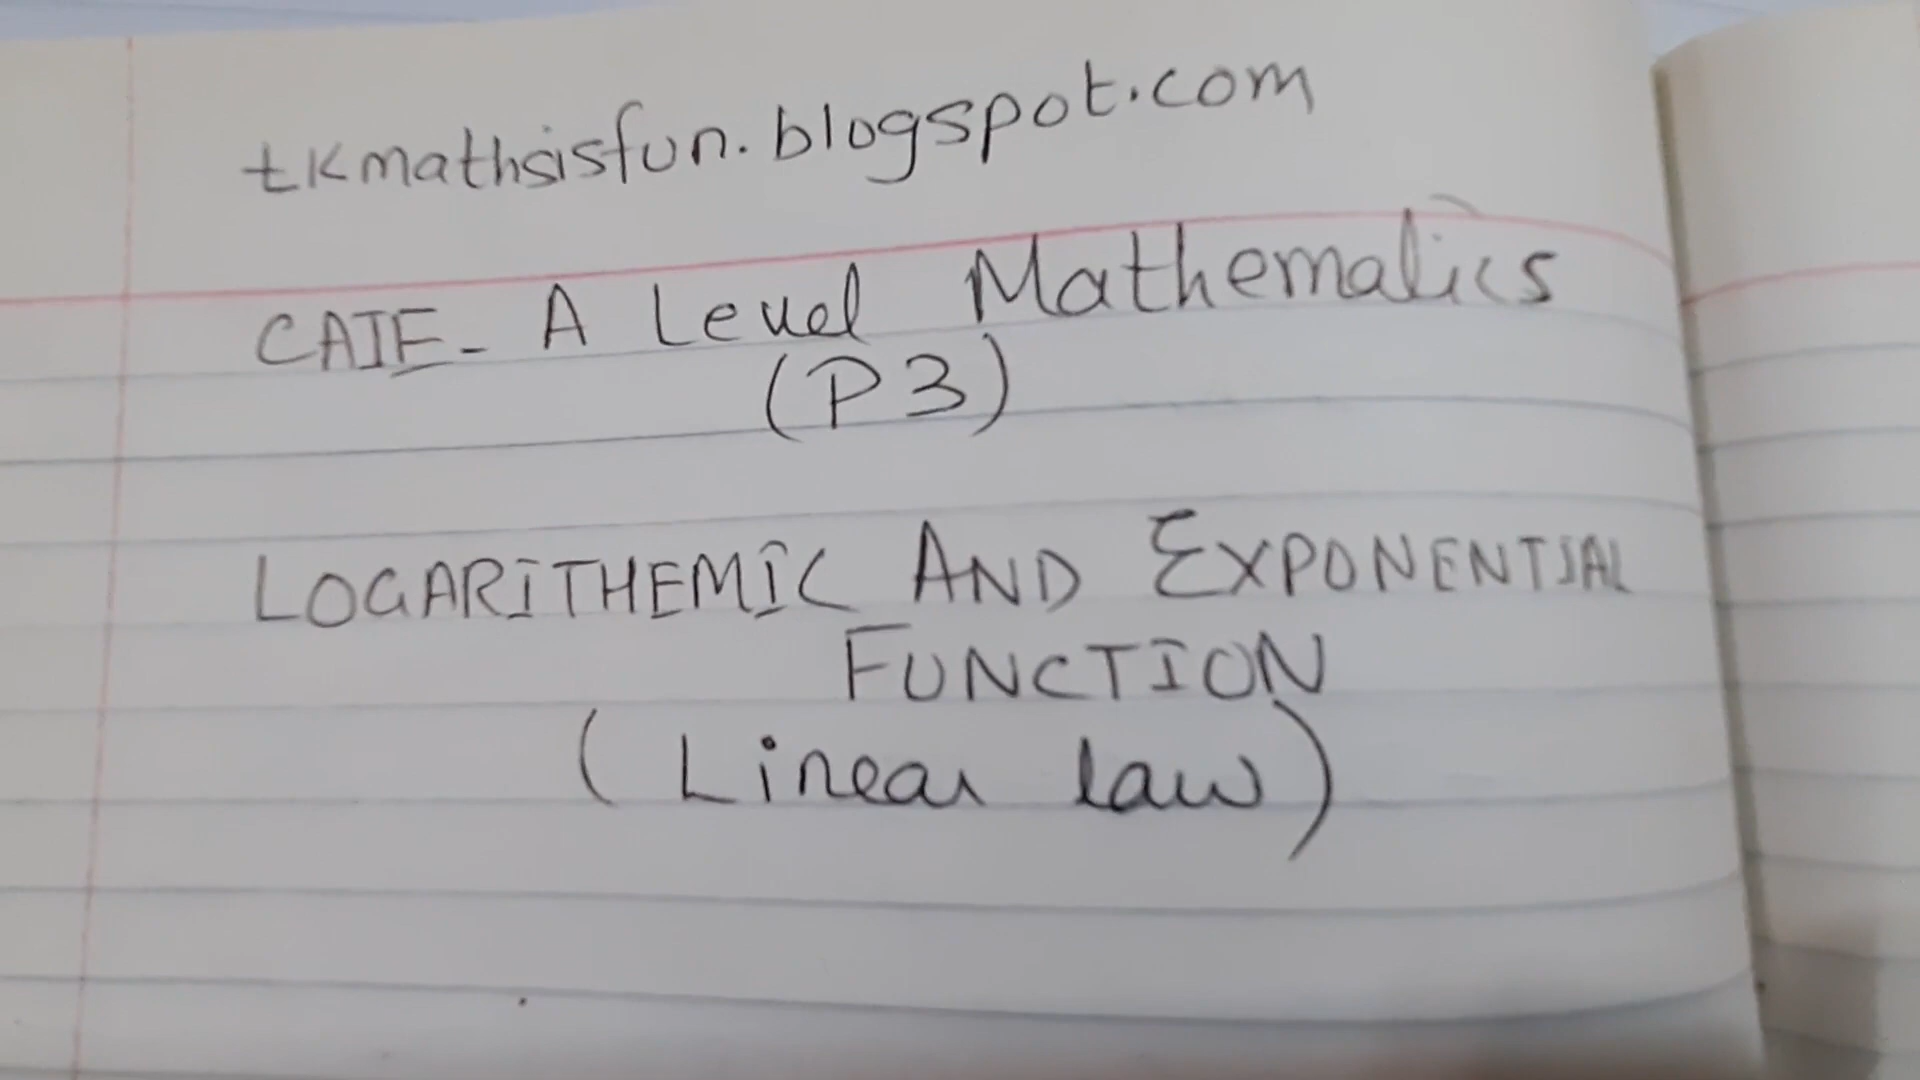 tkmathsisfun.blogspot.com
CAIE - A Level Mathematics
(P3)
LOGARITHEMIC AND EXPONENTIAL
FUNCTION
(Linear law)